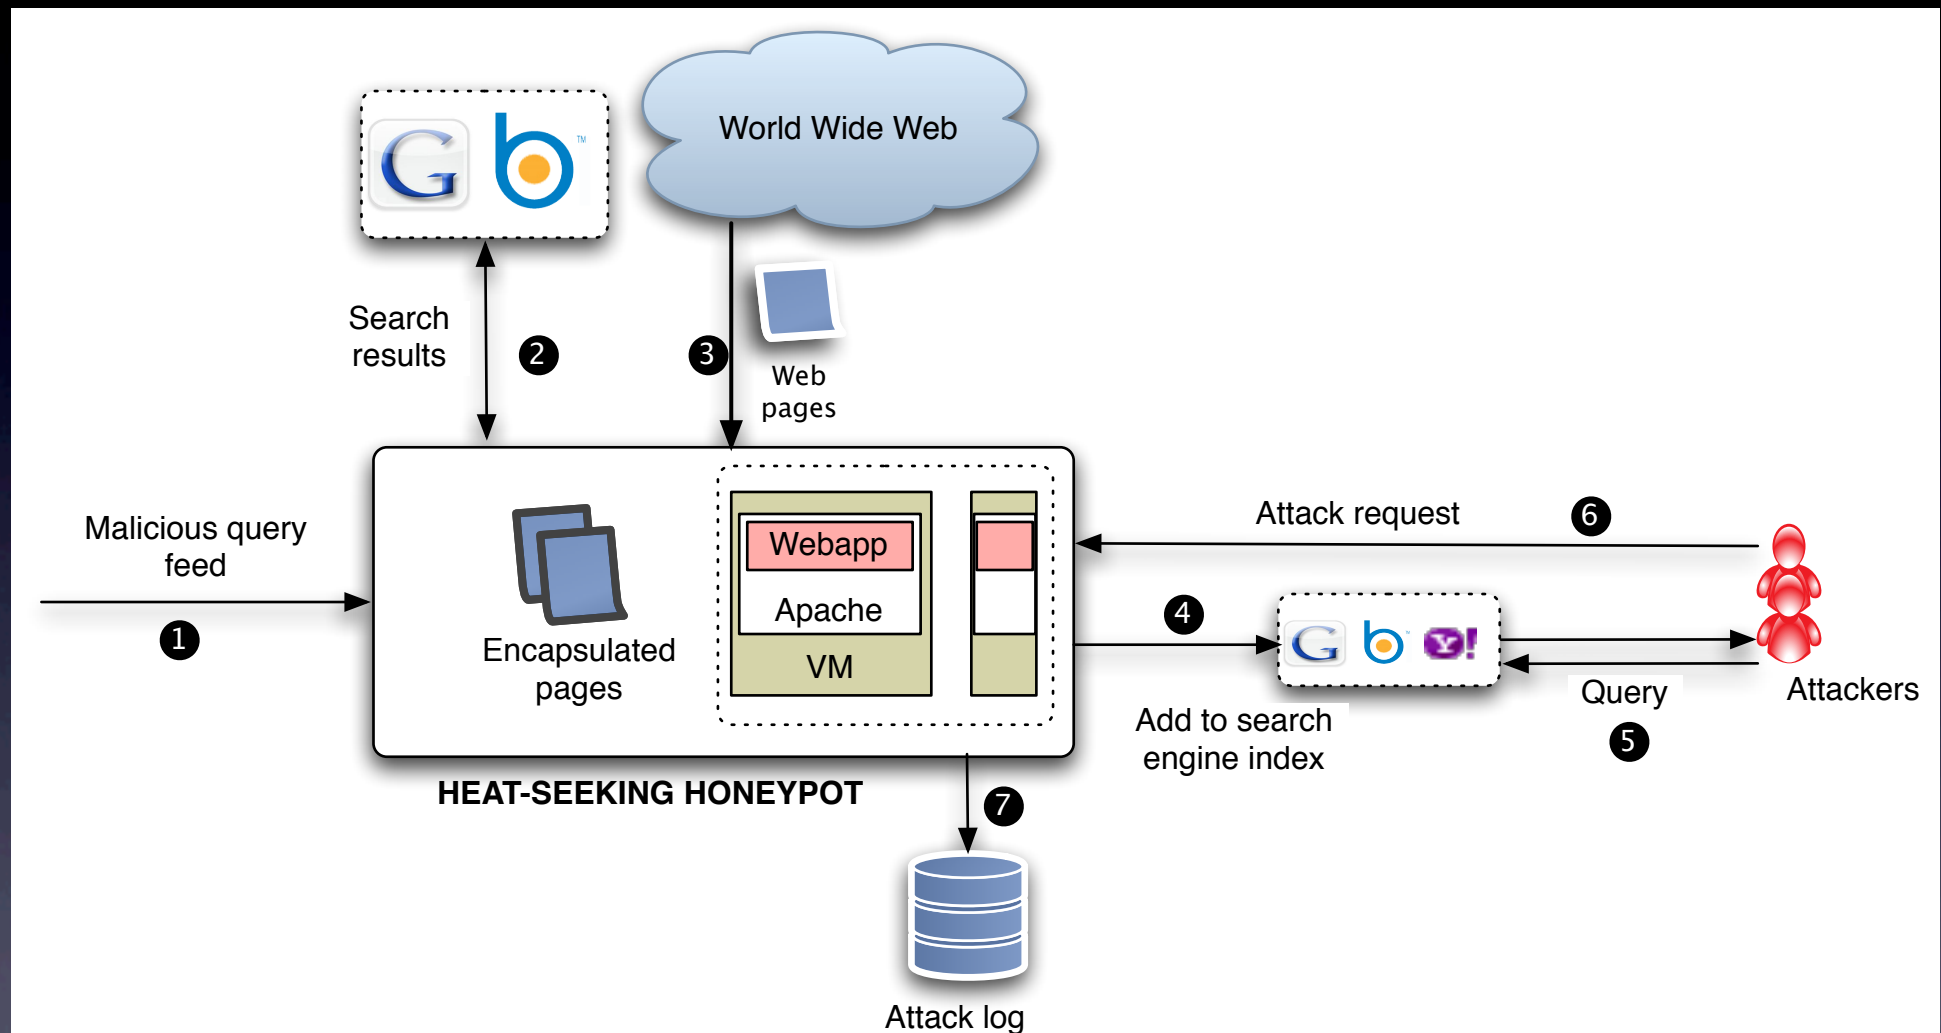 World Wide Web
G b TM
Search
results
2
3
Web
pages
Malicious query
feed
1
Encapsulated
pages
Webapp
Apache
VM
HEAT-SEEKING HONEYPOT
Attack request
6
4
G b Y!
Add to search
engine index
Query
5
Attackers
7
Attack log